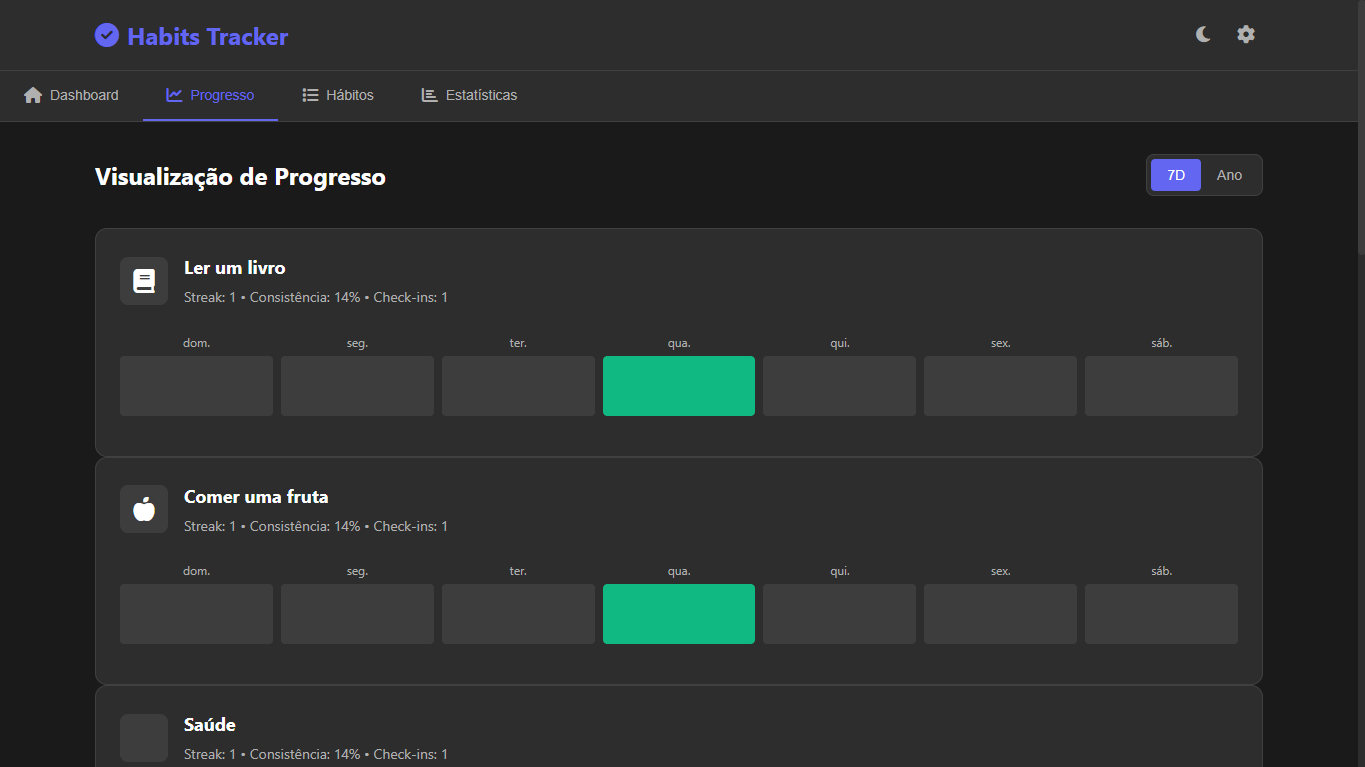 Habits Tracker
Dashboard Progresso Hábitos Estatísticas
Visualização de Progresso
7D Ano
Ler um livro
Streak: 1 • Consistência: 14% • Check-ins: 1
dom. seg. ter. qua. qui. sex. sáb.
Comer uma fruta
Streak: 1 • Consistência: 14% • Check-ins: 1
dom. seg. ter. qua. qui. sex. sáb.
Saúde
Streak: 1 • Consistência: 14% • Check-ins: 1